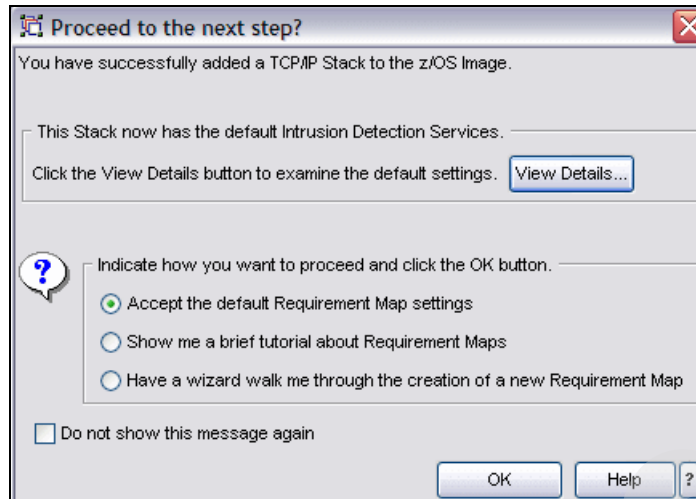 Proceed to the next step?
You have successfully added a TCP/IP Stack to the z/OS Image.
This Stack now has the default Intrusion Detection Services.
Click the View Details button to examine the default settings. View Details...
Indicate how you want to proceed and click the OK button.
?
Accept the default Requirement Map settings
Show me a brief tutorial about Requirement Maps
Have a wizard walk me through the creation of a new Requirement Map
Do not show this message again
OK Help ?